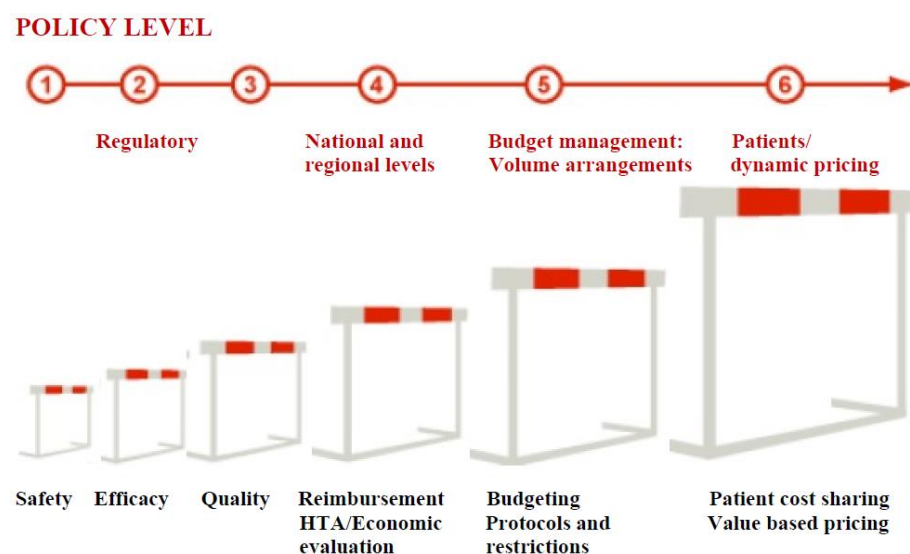 POLICY LEVEL
1 2 3 4 5 6
Regulatory
National and
regional levels
Budget management:
Volume arrangements
Patients/
dynamic pricing
Safety
Efficacy
Quality
Reimbursement
HTA/Economic
evaluation
Budgeting
Protocols and
restrictions
Patient cost sharing
Value based pricing